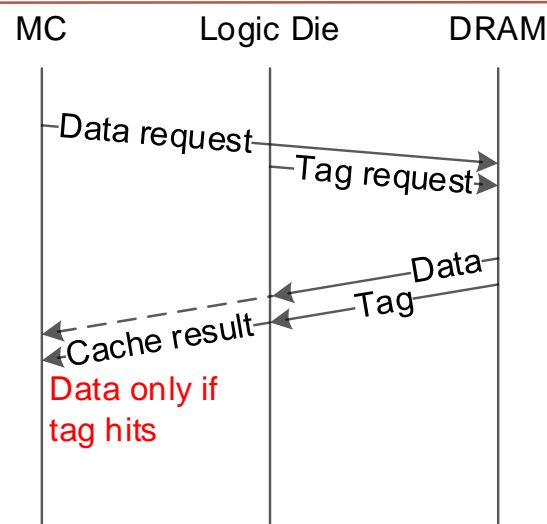 MC Logic Die DRAM
Data request
Tag request
Data
Tag
Cache result
Data only if
tag hits